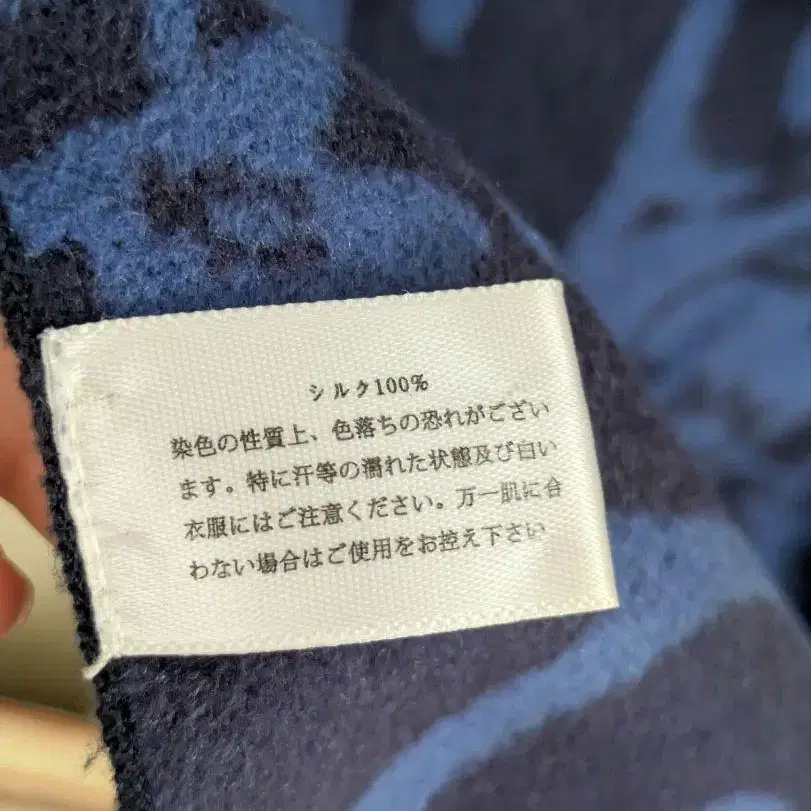 シルク100%
染色の性質上、色落ちの恐れがござい
ます。特に汗等の濡れた状態及び白い
衣服にはご注意ください。万一肌に合
わない場合はご使用をお控え下さい